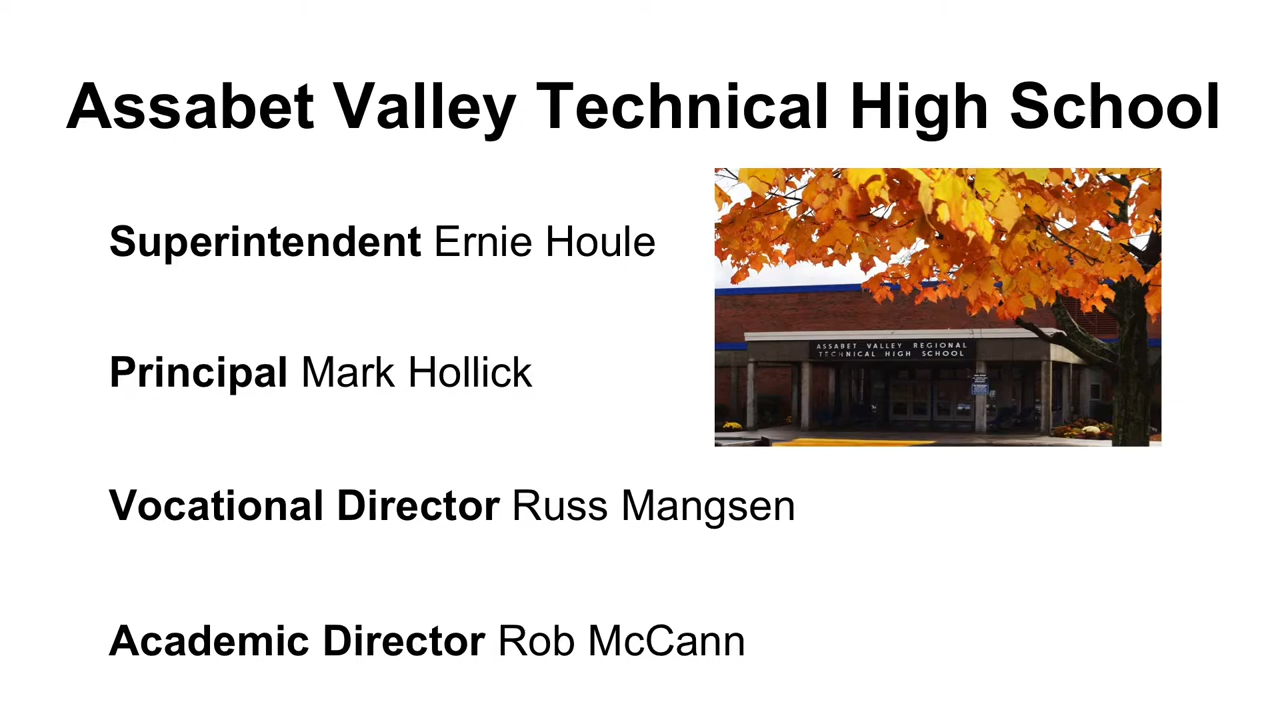 Assabet Valley Technical High School
Superintendent Ernie Houle
ASSABET VALLEY REGIONAL
TECHNICAL HIGH SCHOOL
Principal Mark Hollick
Vocational Director Russ Mangsen
Academic Director Rob McCann